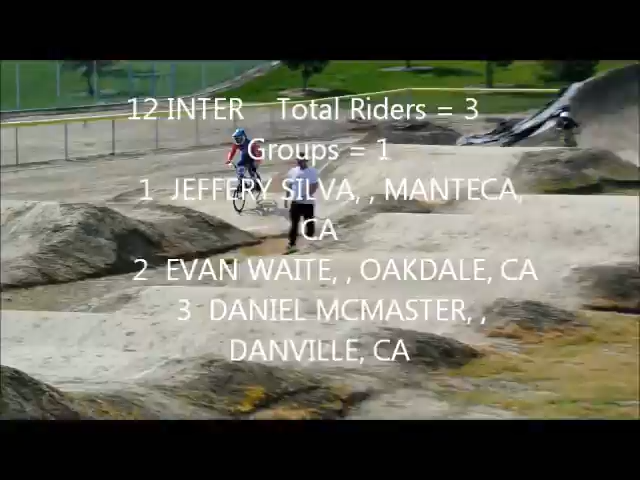 12 INTER    Total Riders = 3
Groups = 1
1  JEFFERY SILVA, , MANTECA,
CA
2  EVAN WAITE, , OAKDALE, CA
3  DANIEL MCMASTER, ,
DANVILLE, CA